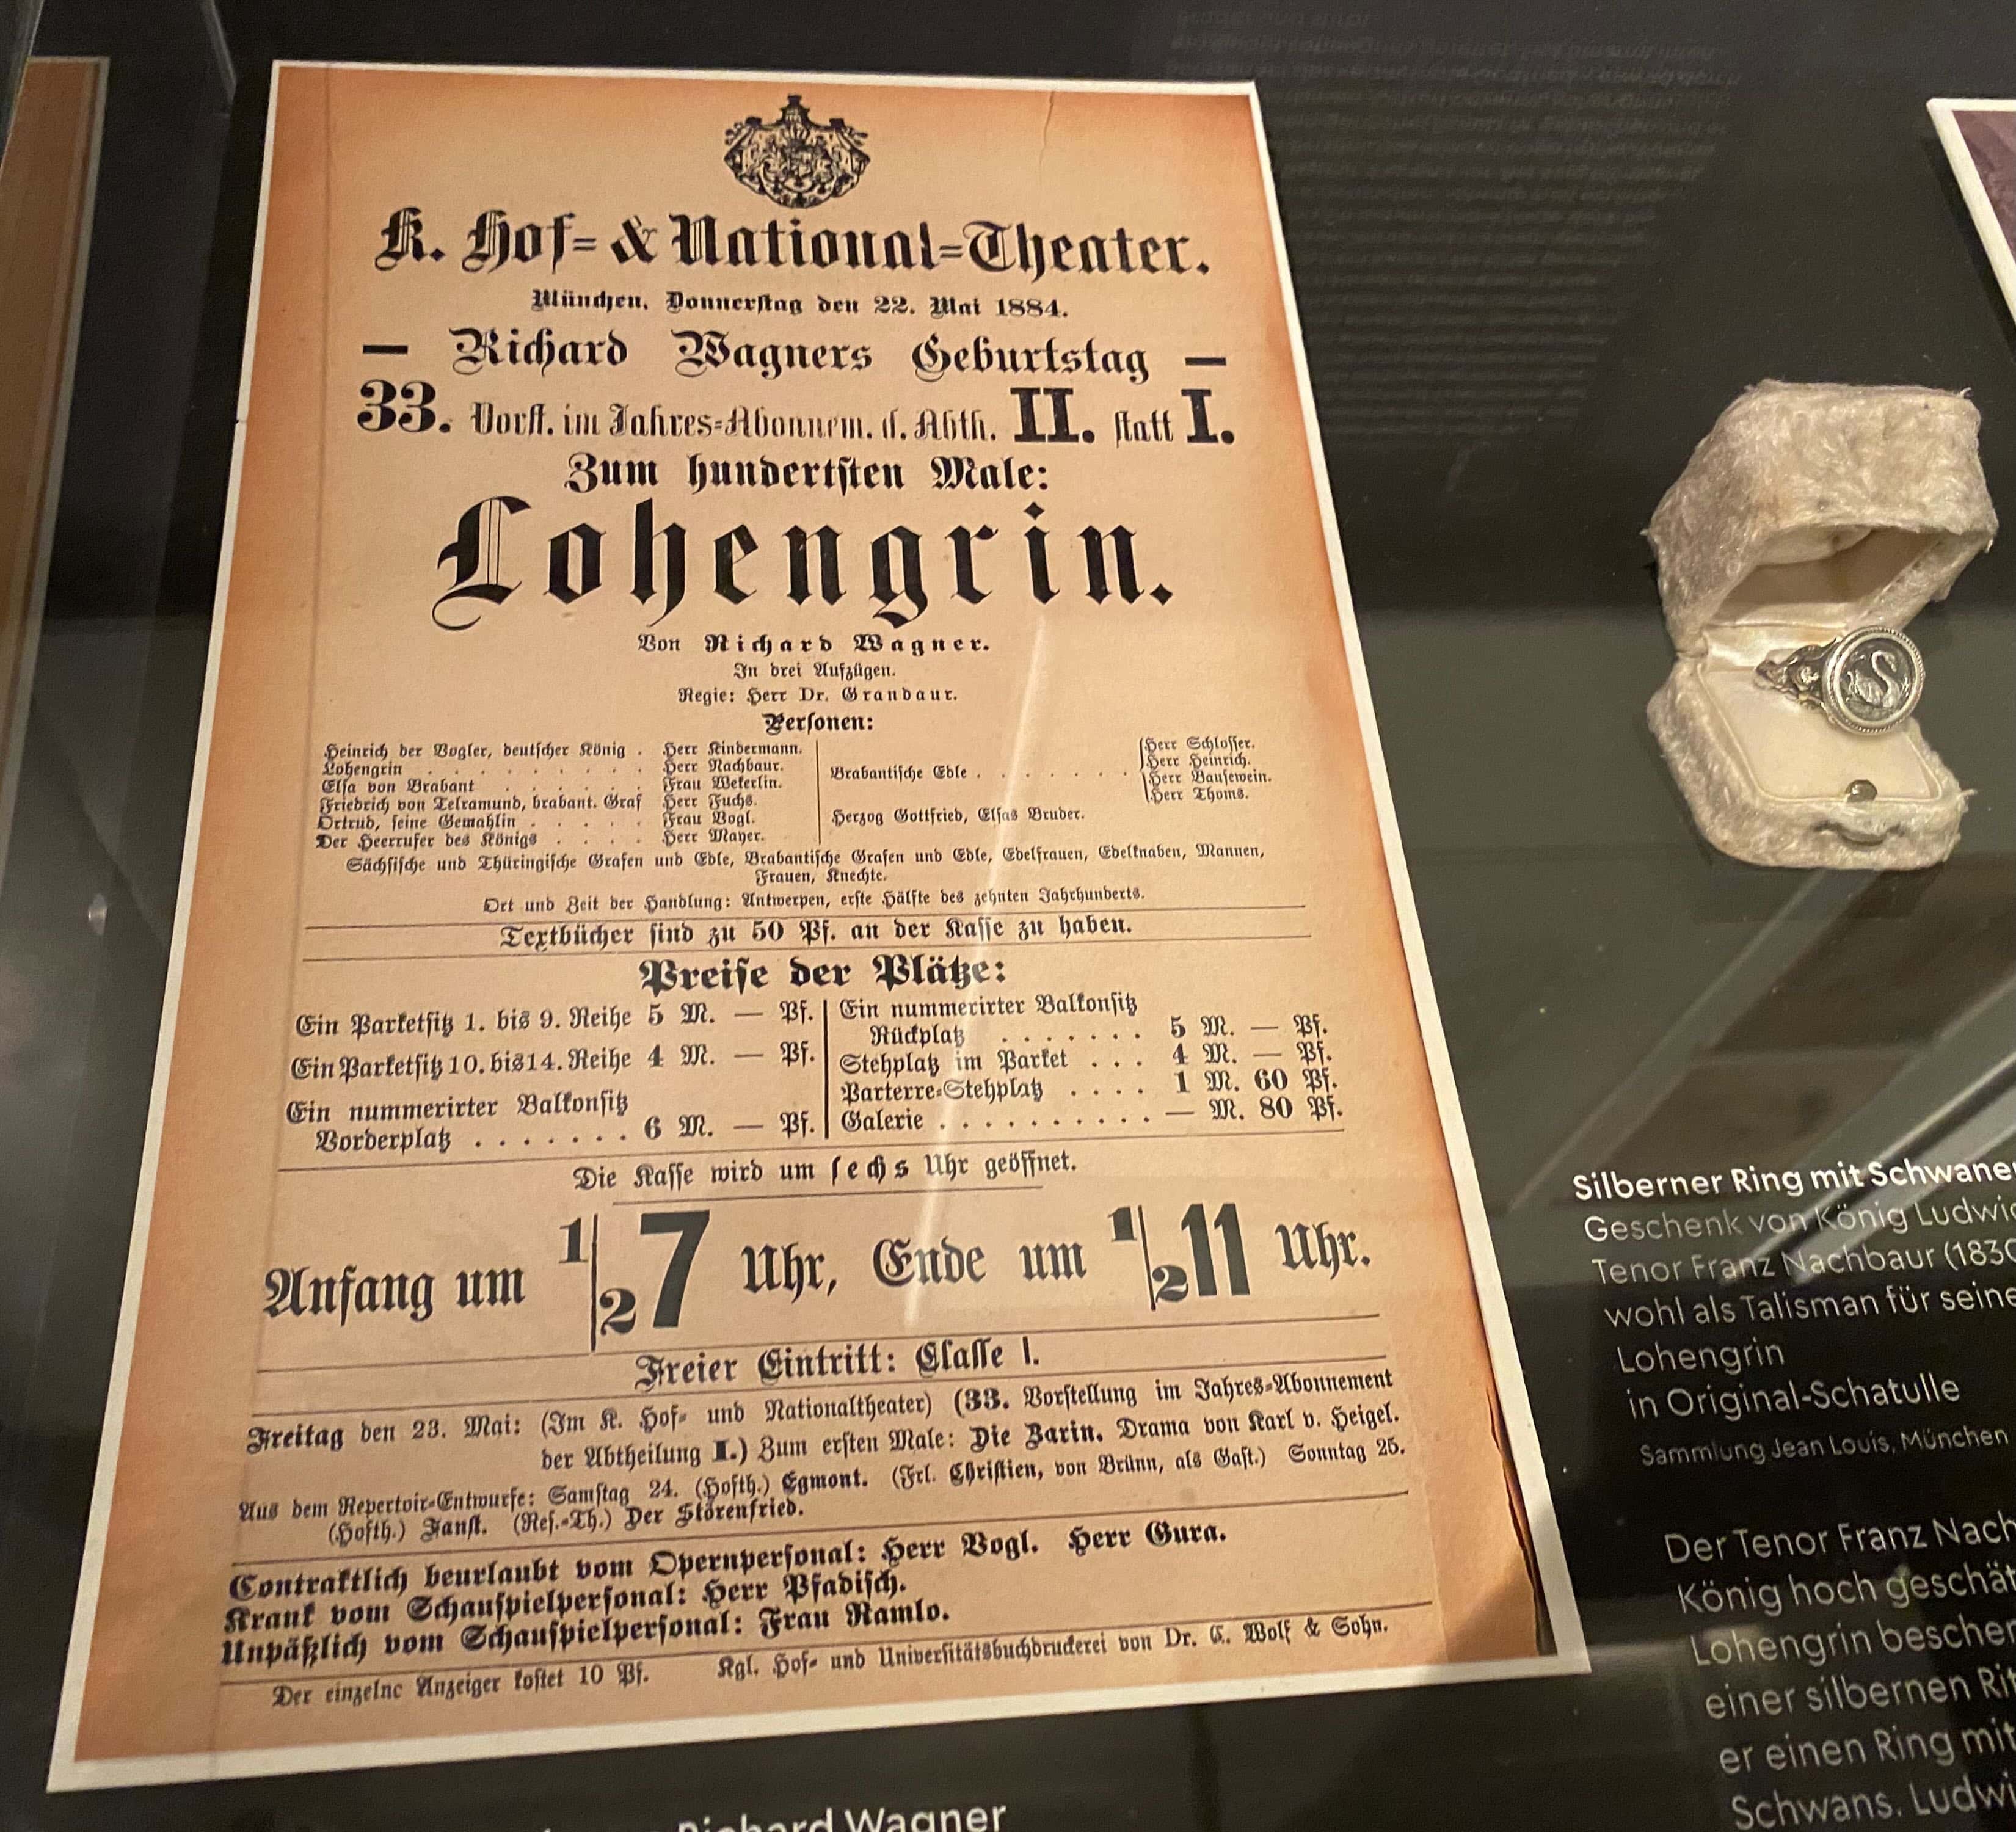 K. Hof= & National=Theater.
München, Donnerstag den 22. Mai 1884.
— Richard Wagners Geburtstag —
33. Vorst. im Jahres=Abonnem. d. Abth. II. statt I.
Zum hundertsten Male:
Lohengrin.
Von Richard Wagner.
In drei Aufzügen.
Regie: Herr Dr. Grandaur.
Personen:
Heinrich der Vogler, deutscher König . Herr Kindermann.
Lohengrin . . . . . . . . . Herr Nachbaur.
Elsa von Brabant . . . . . . Frau Wekerlin.
Friedrich von Telramund, brabant. Graf Herr Fuchs.
Ortrud, seine Gemahlin . . . . . Frau Vogl.
Der Heerrufer des Königs . . . . Herr Mayer.
Brabantische Edle . . . . . . .
Herr Schlosser.
Herr Heinrich.
Herr Bausewein.
Herr Thoms.
Herzog Gottfried, Elsas Bruder.
Sächsische und Thüringische Grafen und Edle, Brabantische Grafen und Edle, Edelfrauen, Edelknaben, Mannen,
Frauen, Knechte.
Ort und Zeit der Handlung: Antwerpen, erste Hälfte des zehnten Jahrhunderts.
Textbücher sind zu 50 Pf. an der Kasse zu haben.
Preise der Plätze:
Ein Parketsitz 1. bis 9. Reihe 5 M. — Pf.
Ein Parketsitz 10. bis 14. Reihe 4 M. — Pf.
Ein nummerirter Balkonsitz
Vorderplatz . . . . . . . 6 M. — Pf.
Ein nummerirter Balkonsitz
Rückplatz . . . . . . . 5 M. — Pf.
Stehplatz im Parket . . . 4 M. — Pf.
Parterre=Stehplatz . . . . 1 M. 60 Pf.
Galerie . . . . . . . . . . — M. 80 Pf.
Die Kasse wird um sechs Uhr geöffnet.
Anfang um 1/2 7 Uhr, Ende um 1/2 11 Uhr.
Freier Eintritt: Classe I.
Freitag den 23. Mai: (Im K. Hof= und Nationaltheater) (33. Vorstellung im Jahres=Abonnement
der Abtheilung I.) Zum ersten Male: Die Zarin. Drama von Karl v. Heigel.
Aus dem Repertoir=Entwurfe: Samstag 24. (Hofth.) Egmont. (Frl. Christien, von Brünn, als Gast.) Sonntag 25.
(Hofth.) Faust. (Res.=Th.) Der Störenfried.
Contraktlich beurlaubt vom Opernpersonal: Herr Vogl. Herr Gura.
Krank vom Schauspielpersonal: Herr Pfadisch.
Unpäßlich vom Schauspielpersonal: Frau Ramlo.
Der einzelne Anzeiger kostet 10 Pf. Kgl. Hof= und Universitätsbuchdruckerei von Dr. C. Wolf & Sohn.
Richard Wagner
Silberner Ring mit
Geschenk von König
Tenor Franz Nachbaur (1830
wohl als Talisman für seine
Lohengrin
in Original-Schatulle
Sammlung Jean Louis, München
Der Tenor Franz
König hoch
Lohengrin
einer silbernen
er einen Ring mit
Schwans.